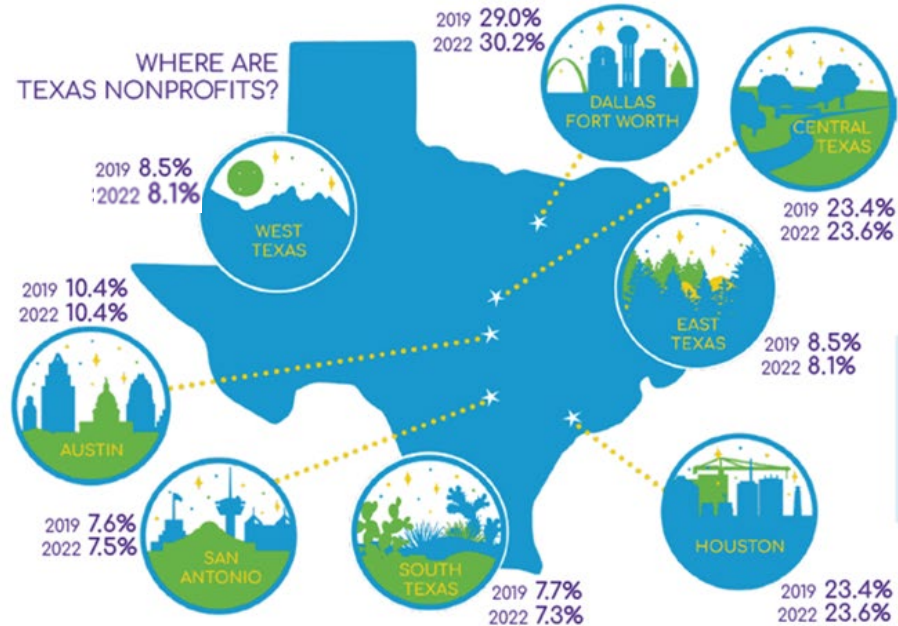 WHERE ARE
TEXAS NONPROFITS?
2019 29.0%
2022 30.2%
DALLAS
FORT WORTH
CENTRAL
TEXAS
2019 23.4%
2022 23.6%
2019 8.5%
2022 8.1%
WEST
TEXAS
EAST
TEXAS
2019 8.5%
2022 8.1%
2019 10.4%
2022 10.4%
AUSTIN
2019 7.6%
2022 7.5%
SAN
ANTONIO
SOUTH
TEXAS
2019 7.7%
2022 7.3%
HOUSTON
2019 23.4%
2022 23.6%